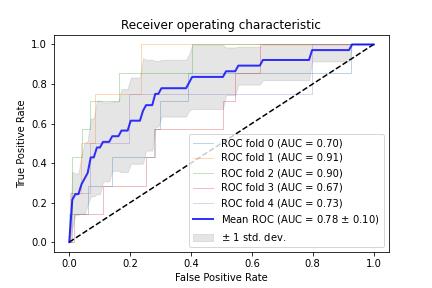 Receiver operating characteristic
True Positive Rate
1.0
0.8
0.6
0.4
0.2
0.0
ROC fold 0 (AUC = 0.70)
ROC fold 1 (AUC = 0.91)
ROC fold 2 (AUC = 0.90)
ROC fold 3 (AUC = 0.67)
ROC fold 4 (AUC = 0.73)
Mean ROC (AUC = 0.78 ± 0.10)
± 1 std. dev.
0.0 0.2 0.4 0.6 0.8 1.0
False Positive Rate